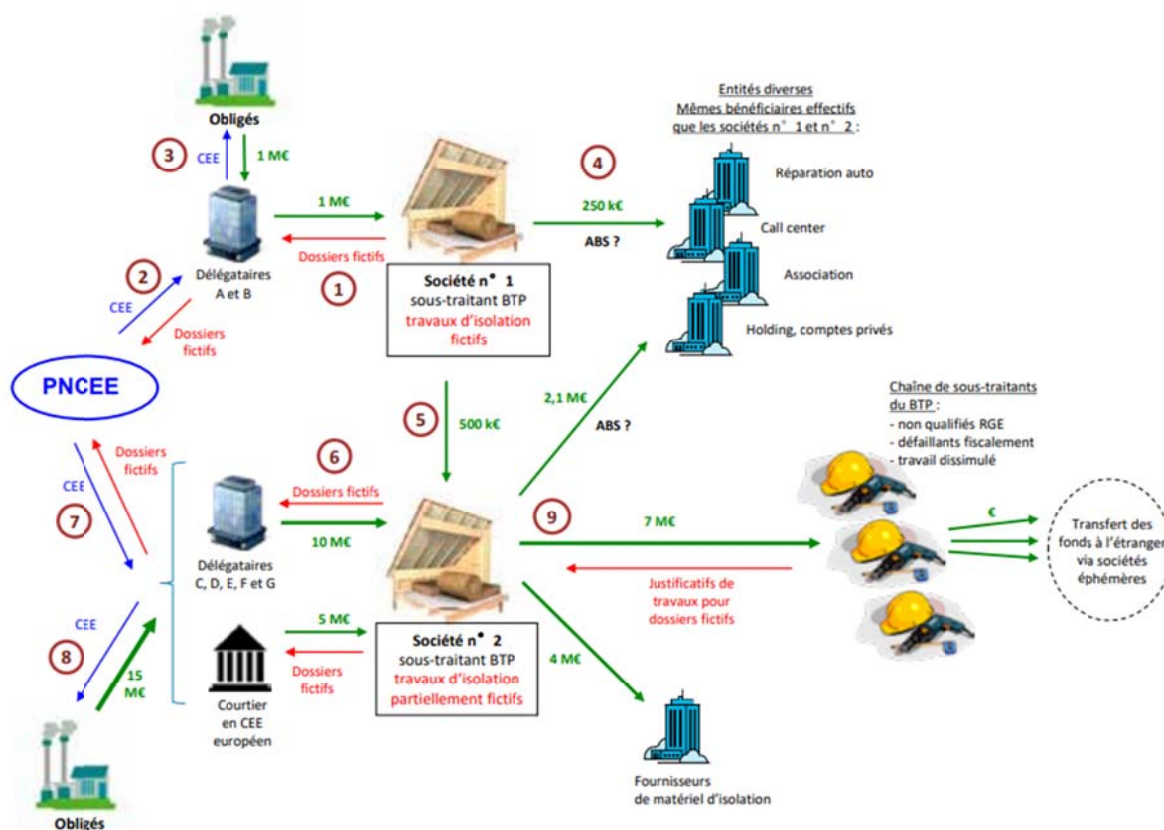 Obligés
3
CEE
1 M€
Délégataires
A et B
1 M€
Dossiers fictifs
1
2
CEE
Dossiers
fictifs
Société n° 1
sous-traitant BTP
travaux d’isolation
fictifs
4
250 k€
ABS ?
Entités diverses
Mêmes bénéficiaires effectifs
que les sociétés n° 1 et n° 2 :
Réparation auto
Call center
Association
Holding, comptes privés
PNCEE
5
500 k€
2,1 M€
ABS ?
Chaîne de sous-traitants
du BTP :
- non qualifiés RGE
- défaillants fiscalement
- travail dissimulé
Dossiers
fictifs
CEE
7
6
Dossiers fictifs
10 M€
Délégataires
C, D, E, F et G
9
7 M€
Justificatifs de
travaux pour
dossiers fictifs
€
Transfert des
fonds à l’étranger
via sociétés
éphémères
CEE
8
15
M€
5 M€
Dossiers
fictifs
Courtier
en CEE
européen
Société n° 2
sous-traitant BTP
travaux d’isolation
partiellement fictifs
4 M€
Fournisseurs
de matériel d’isolation
Obligés